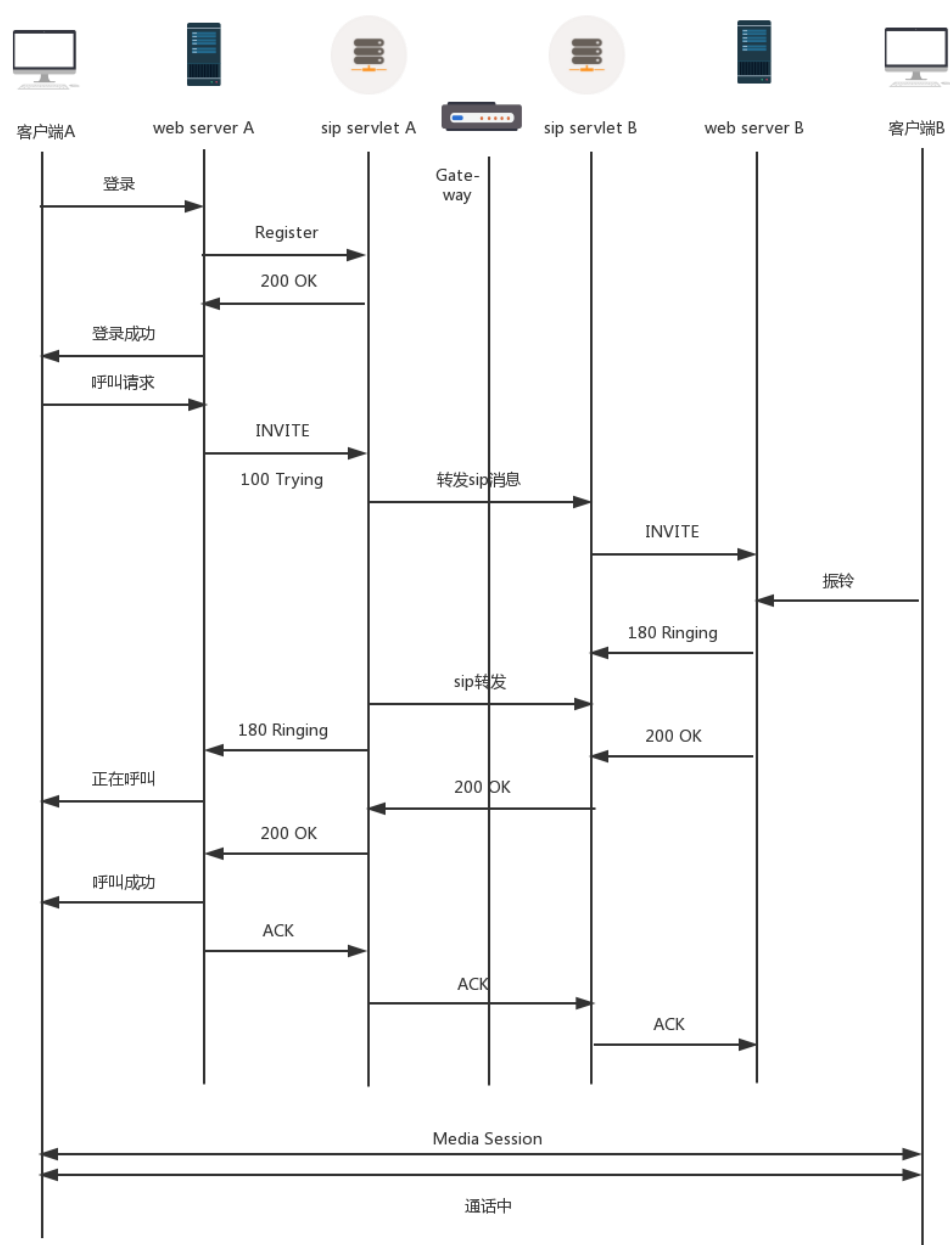 客户端A
web server A
sip servlet A
sip servlet B
web server B
客户端B
Gate-
way
登录
Register
200 OK
登录成功
呼叫请求
INVITE
100 Trying
转发sip消息
INVITE
振铃
180 Ringing
sip转发
180 Ringing
200 OK
正在呼叫
200 OK
200 OK
呼叫成功
ACK
ACK
ACK
Media Session
通话中